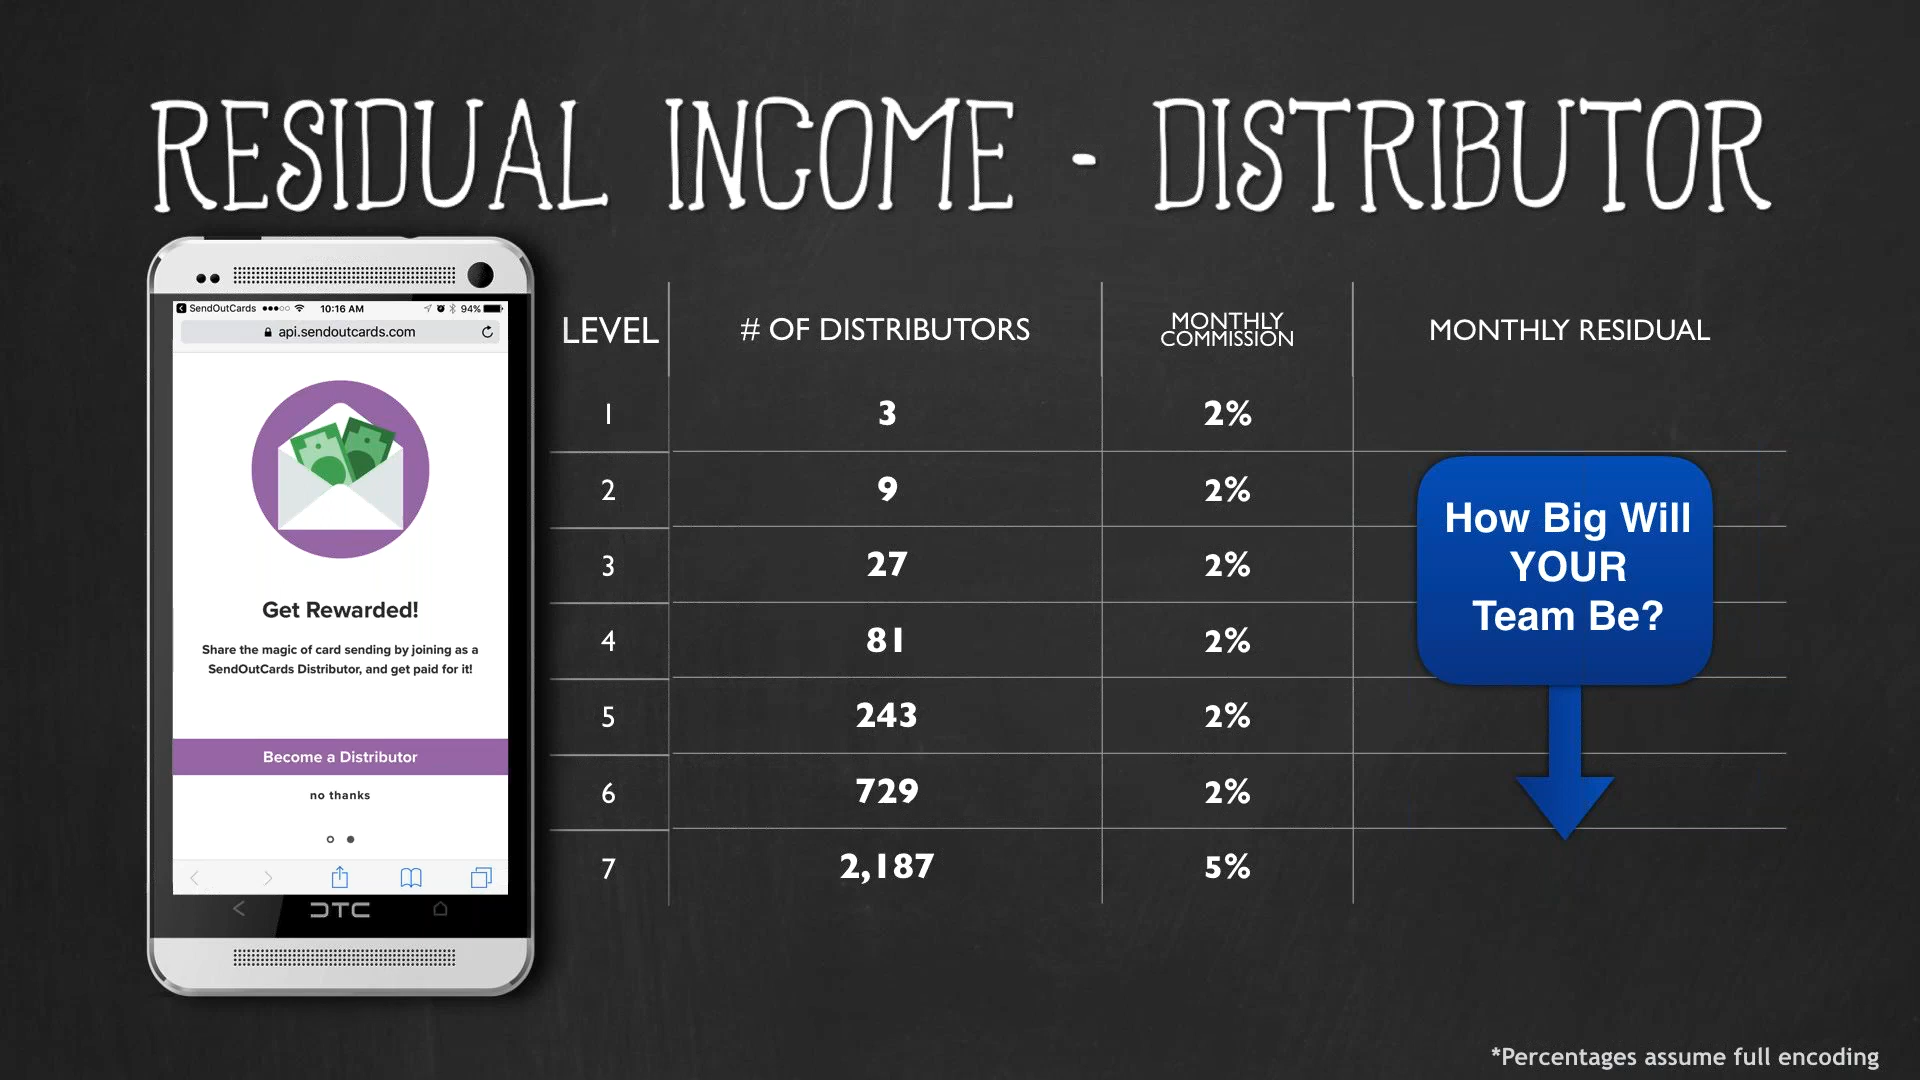 RESIDUAL INCOME - DISTRIBUTOR
SendOutCards 10:16 AM 94%
api.sendoutcards.com
Get Rewarded!
Share the magic of card sending by joining as a
SendOutCards Distributor, and get paid for it!
Become a Distributor
no thanks
LEVEL # OF DISTRIBUTORS MONTHLY COMMISSION MONTHLY RESIDUAL
1 3 2%
2 9 2%
3 27 2%
4 81 2%
5 243 2%
6 729 2%
7 2,187 5%
How Big Will
YOUR
Team Be?
*Percentages assume full encoding